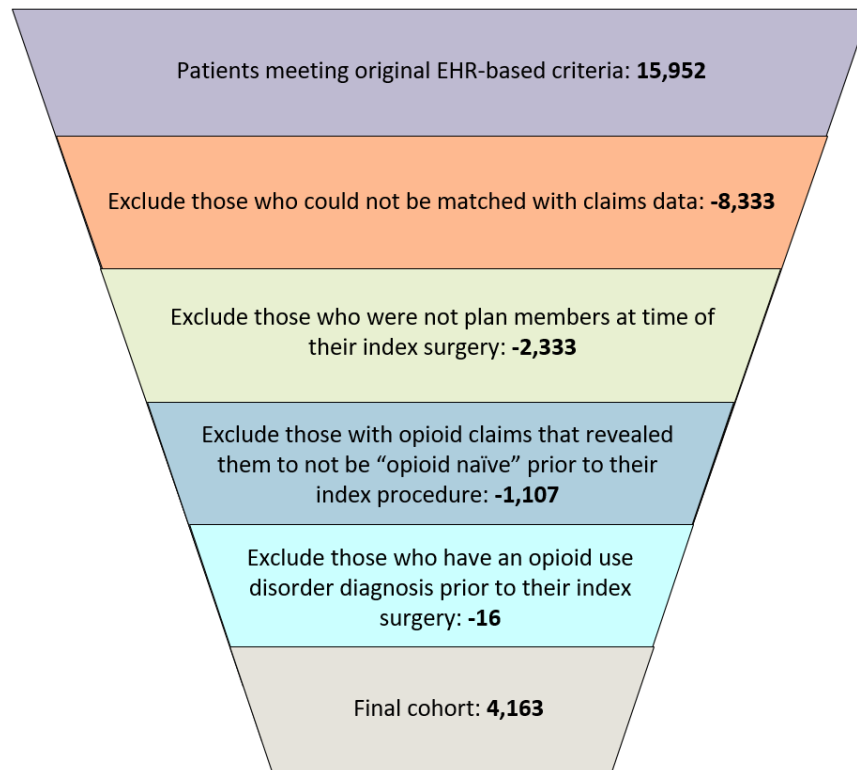 Patients meeting original EHR-based criteria: 15,952
Exclude those who could not be matched with claims data: -8,333
Exclude those who were not plan members at time of
their index surgery: -2,333
Exclude those with opioid claims that revealed
them to not be “opioid naïve” prior to their
index procedure: -1,107
Exclude those who have an opioid use
disorder diagnosis prior to their index
surgery: -16
Final cohort: 4,163